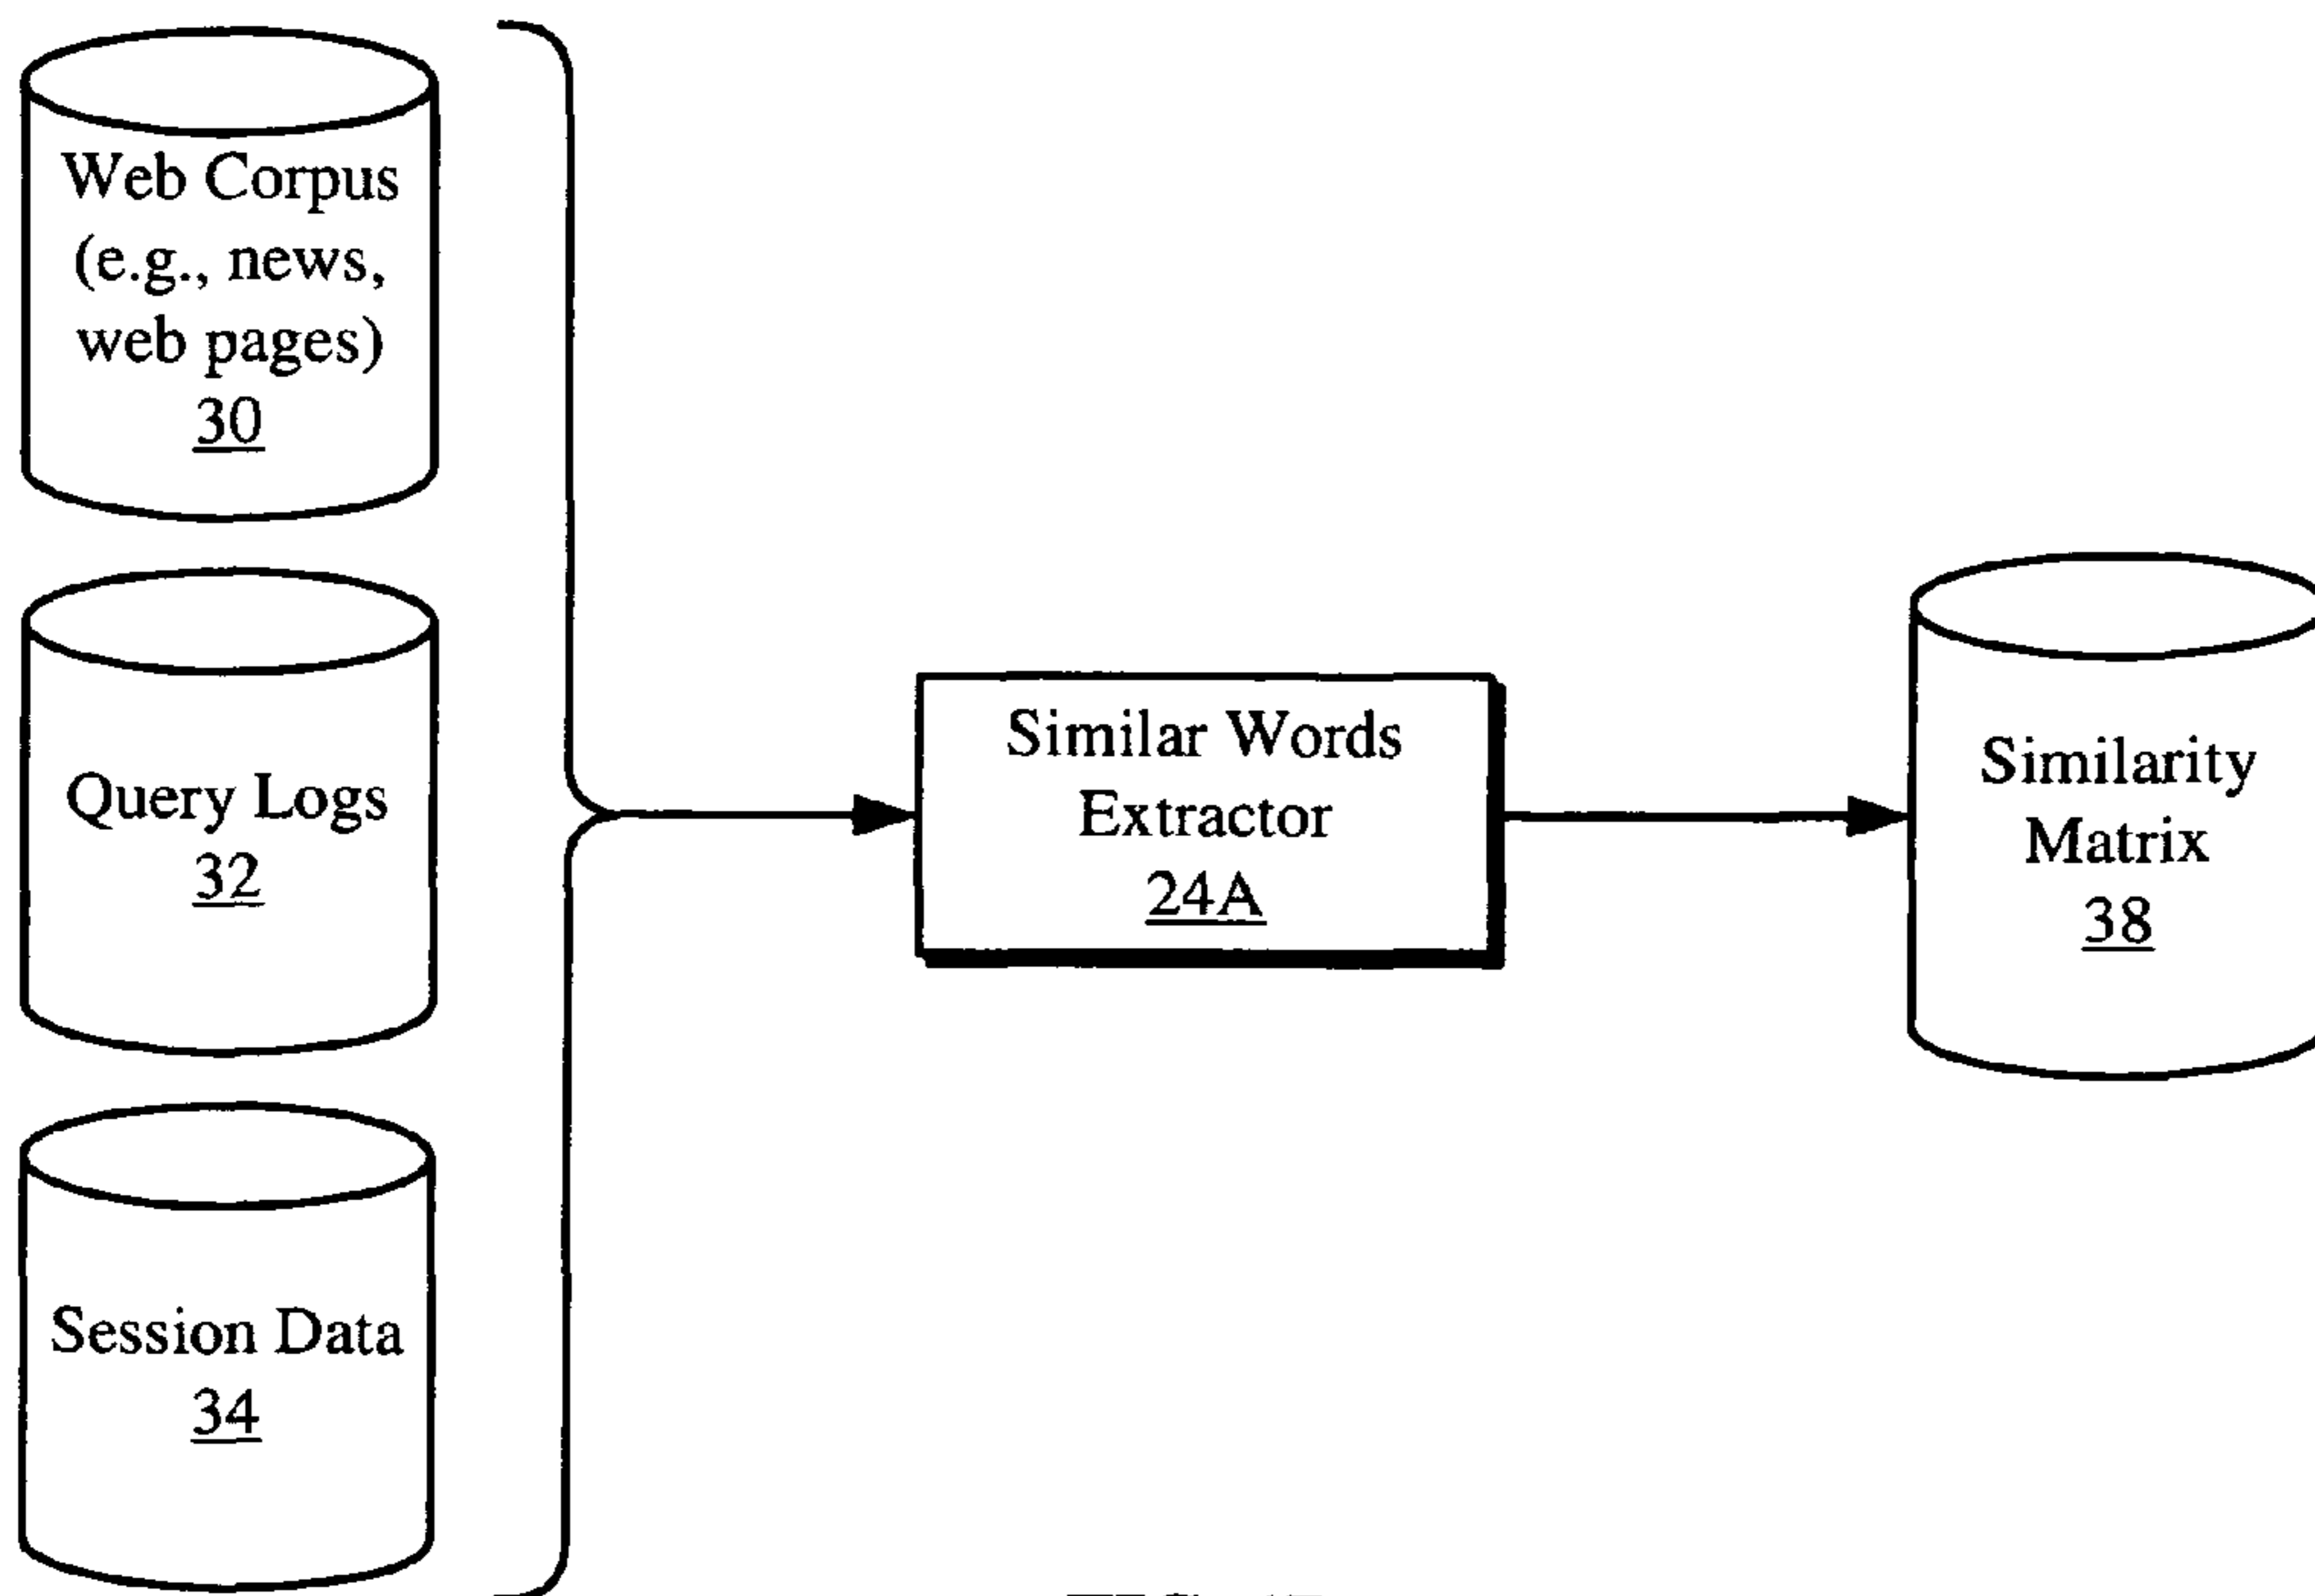 Web Corpus
(e.g., news,
web pages)
30
Query Logs
32
Session Data
34
Similar Words
Extractor
24A
Similarity
Matrix
38